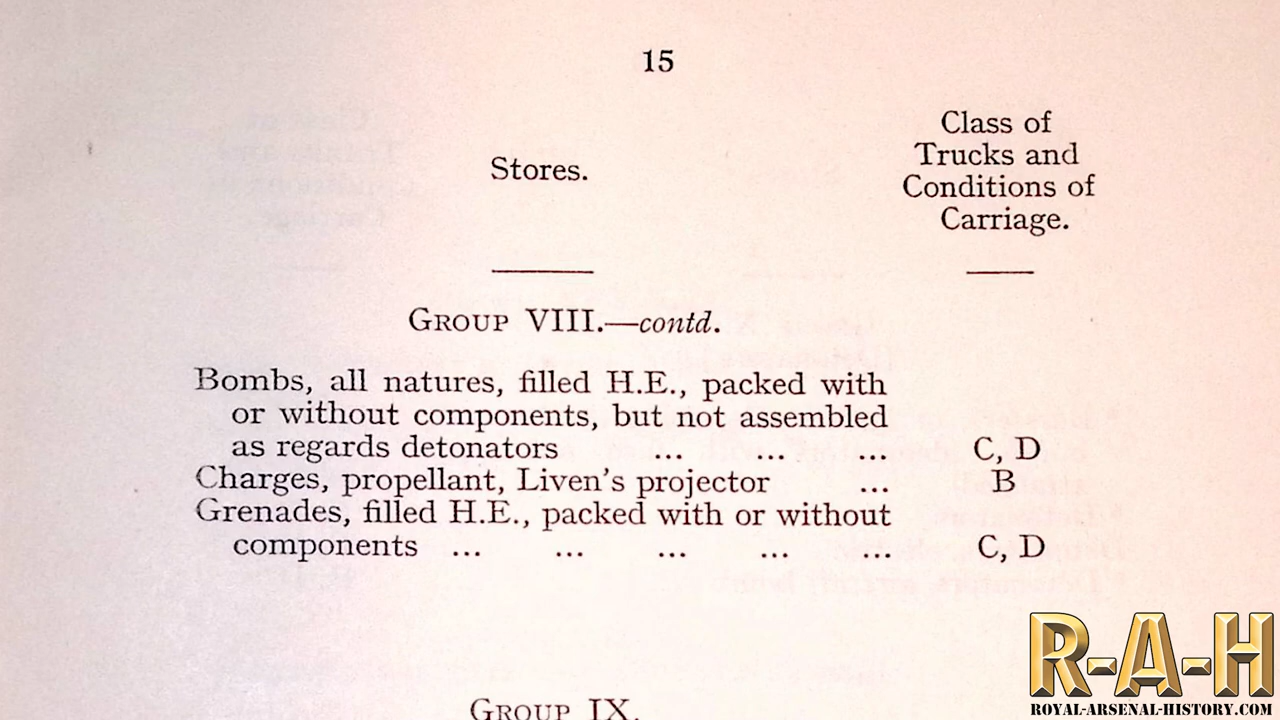 15
Stores.
Class of
Trucks and
Conditions of
Carriage.
GROUP VIII.—contd.
Bombs, all natures, filled H.E., packed with
or without components, but not assembled
as regards detonators ... ... ... C, D
Charges, propellant, Liven's projector ... B
Grenades, filled H.E., packed with or without
components ... ... ... ... ... C, D
GROUP IX.
R-A-H
ROYAL-ARSENAL-HISTORY.COM